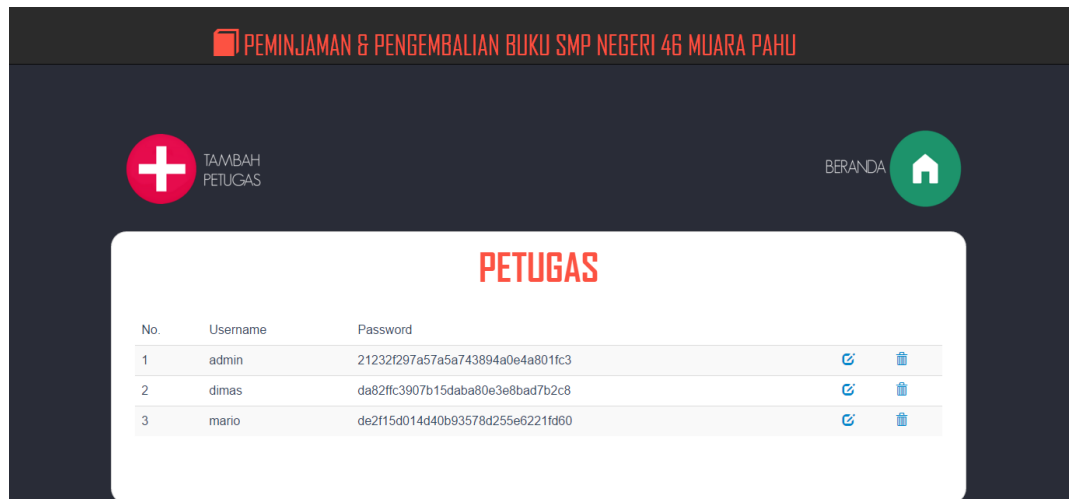 PEMINJAMAN & PENGEMBALIAN BUKU SMP NEGERI 46 MUARA PAHU
TAMBAH
PETUGAS
BERANDA
PETUGAS
No. Username Password
1 admin 21232f297a57a5a743894a0e4a801fc3
2 dimas da82ffc3907b15daba80e3e8bad7b2c8
3 mario de2f15d014d40b93578d255e6221fd60